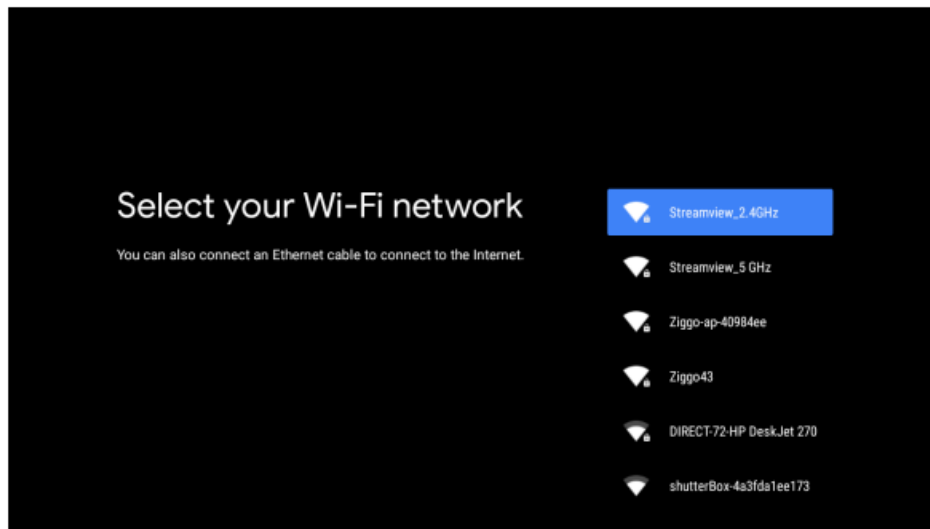 Select your Wi-Fi network
You can also connect an Ethernet cable to connect to the Internet.
Streamview_2.4GHz
Streamview_5 GHz
Ziggo-ap-40984ee
Ziggo43
DIRECT-72-HP DeskJet 270
shutterBox-4a3fda1ee173